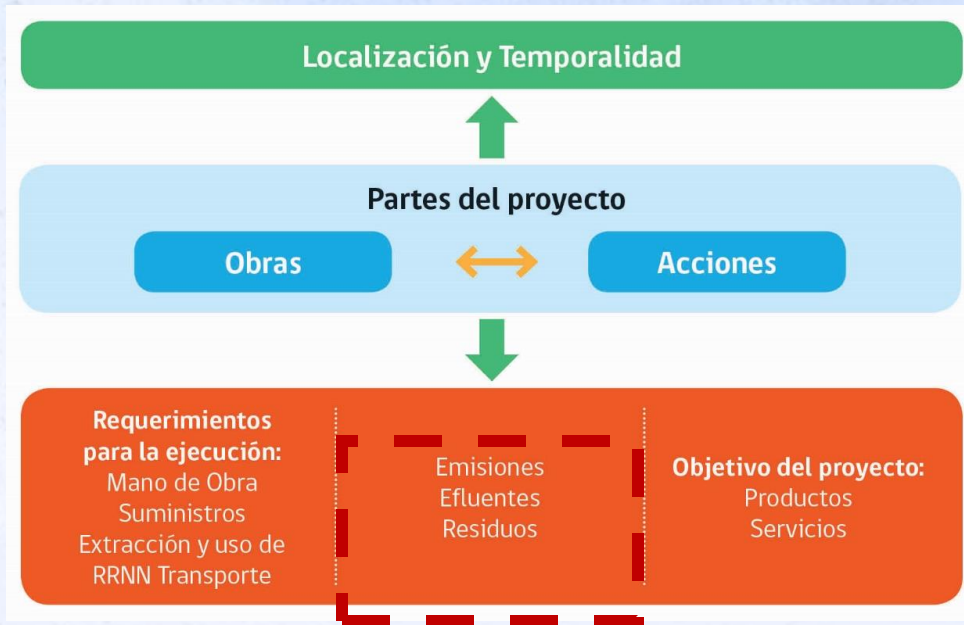 Localización y Temporalidad
Partes del proyecto
Obras
Acciones
Requerimientos
para la ejecución:
Mano de Obra
Suministros
Extracción y uso de
RRNN Transporte
Emisiones
Efluentes
Residuos
Objetivo del proyecto:
Productos
Servicios